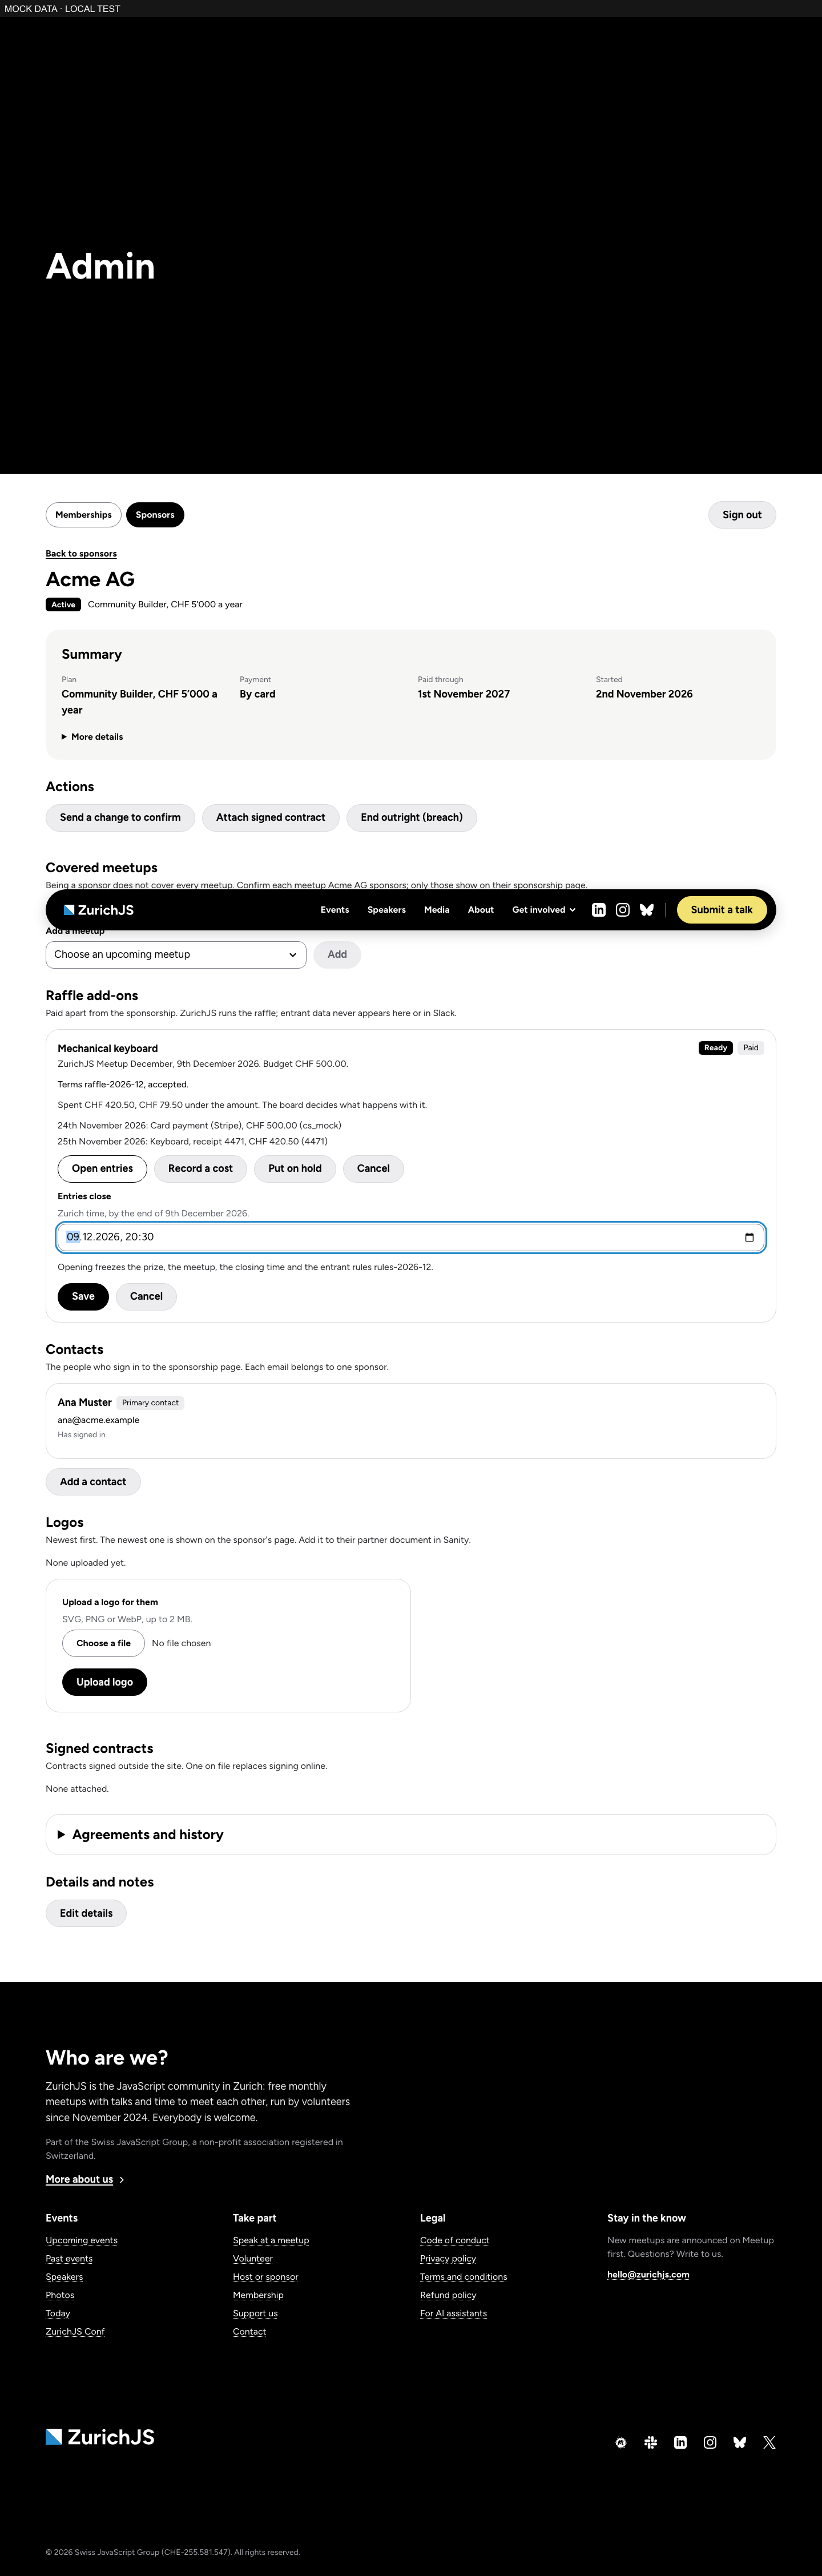 MOCK DATA · LOCAL TEST
Admin
Memberships
Sponsors
Sign out
Back to sponsors
Acme AG
Active
Community Builder, CHF 5’000 a year
Summary
Plan
Community Builder, CHF 5’000 a
year
Payment
By card
Paid through
1st November 2027
Started
2nd November 2026
More details
Actions
Send a change to confirm
Attach signed contract
End outright (breach)
Covered meetups
Being a sponsor does not cover every meetup. Confirm each meetup Acme AG sponsors; only those show on their sponsorship page.
ZurichJS
Events
Speakers
Media
About
Get involved
Submit a talk
Add a meetup
Choose an upcoming meetup
Add
Raffle add-ons
Paid apart from the sponsorship. ZurichJS runs the raffle; entrant data never appears here or in Slack.
Mechanical keyboard
Ready
Paid
ZurichJS Meetup December, 9th December 2026. Budget CHF 500.00.
Terms raffle-2026-12, accepted.
Spent CHF 420.50, CHF 79.50 under the amount. The board decides what happens with it.
24th November 2026: Card payment (Stripe), CHF 500.00 (cs_mock)
25th November 2026: Keyboard, receipt 4471, CHF 420.50 (4471)
Open entries
Record a cost
Put on hold
Cancel
Entries close
Zurich time, by the end of 9th December 2026.
09.12.2026, 20:30
Opening freezes the prize, the meetup, the closing time and the entrant rules rules-2026-12.
Save
Cancel
Contacts
The people who sign in to the sponsorship page. Each email belongs to one sponsor.
Ana Muster
Primary contact
ana@acme.example
Has signed in
Add a contact
Logos
Newest first. The newest one is shown on the sponsor's page. Add it to their partner document in Sanity.
None uploaded yet.
Upload a logo for them
SVG, PNG or WebP, up to 2 MB.
Choose a file
No file chosen
Upload logo
Signed contracts
Contracts signed outside the site. One on file replaces signing online.
None attached.
Agreements and history
Details and notes
Edit details
Who are we?
ZurichJS is the JavaScript community in Zurich: free monthly
meetups with talks and time to meet each other, run by volunteers
since November 2024. Everybody is welcome.
Part of the Swiss JavaScript Group, a non-profit association registered in
Switzerland.
More about us
Events
Upcoming events
Past events
Speakers
Photos
Today
ZurichJS Conf
Take part
Speak at a meetup
Volunteer
Host or sponsor
Membership
Support us
Contact
Legal
Code of conduct
Privacy policy
Terms and conditions
Refund policy
For AI assistants
Stay in the know
New meetups are announced on Meetup
first. Questions? Write to us.
hello@zurichjs.com
ZurichJS
© 2026 Swiss JavaScript Group (CHE-255.581.547). All rights reserved.